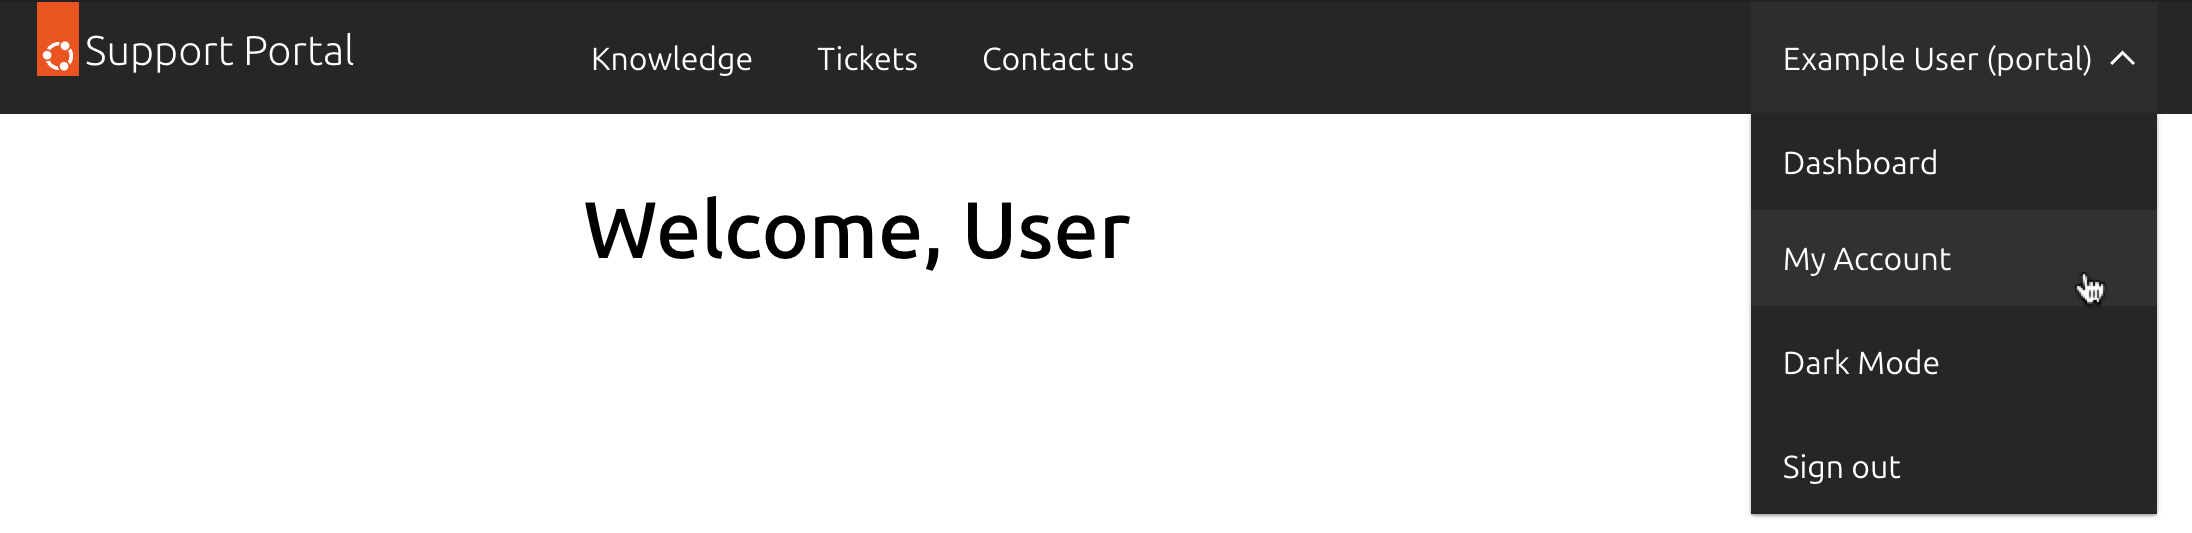 Support Portal
Knowledge
Tickets
Contact us
Example User (portal)
Welcome, User
Dashboard
My Account
Dark Mode
Sign out